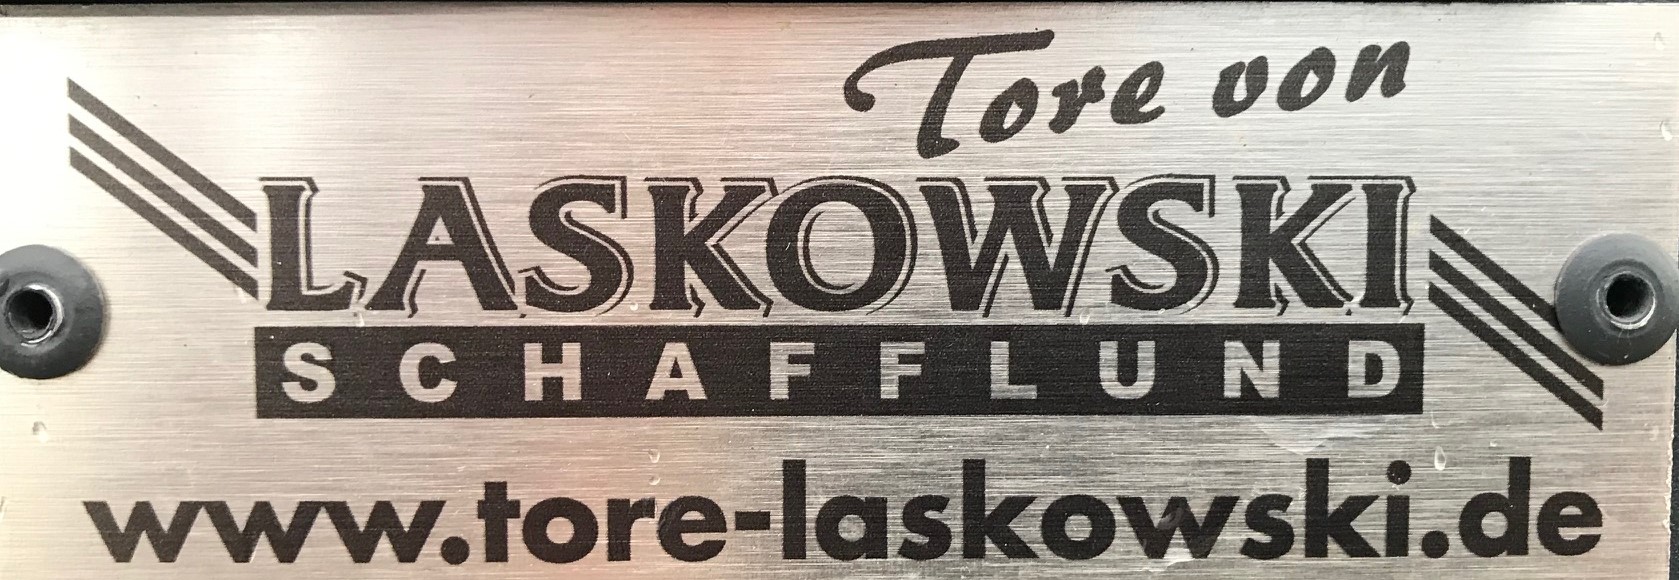 Tore von
LASKOWSKI
SCHAFFLUND
www.tore-laskowski.de